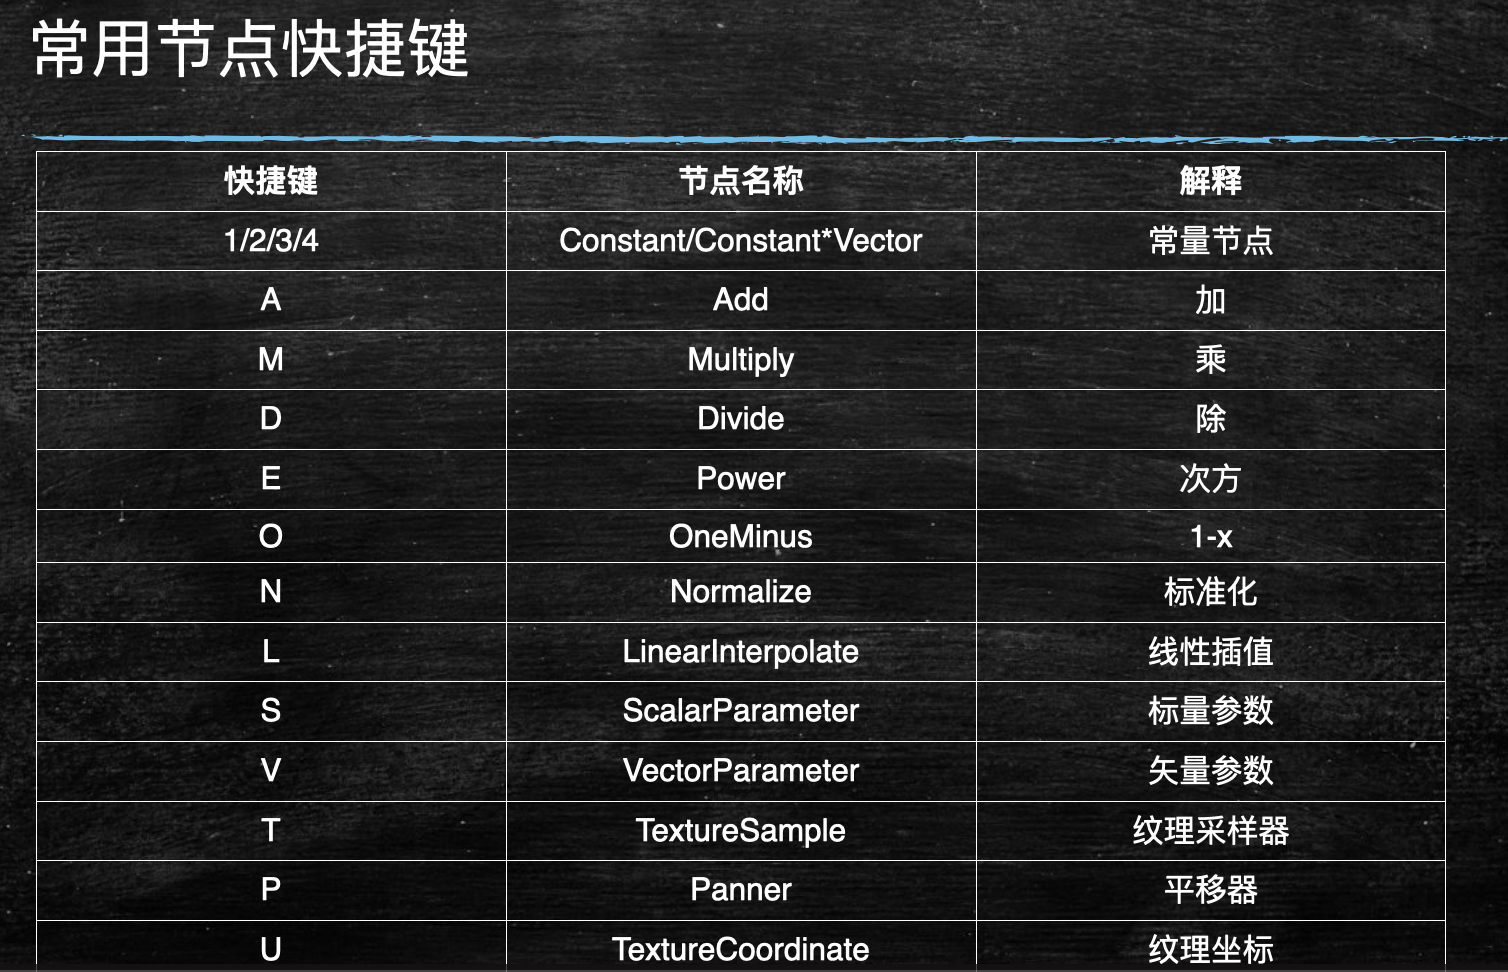 常用节点快捷键
快捷键 节点名称 解释
1/2/3/4 Constant/Constant*Vector 常量节点
A Add 加
M Multiply 乘
D Divide 除
E Power 次方
O OneMinus 1-x
N Normalize 标准化
L LinearInterpolate 线性插值
S ScalarParameter 标量参数
V VectorParameter 矢量参数
T TextureSample 纹理采样器
P Panner 平移器
U TextureCoordinate 纹理坐标